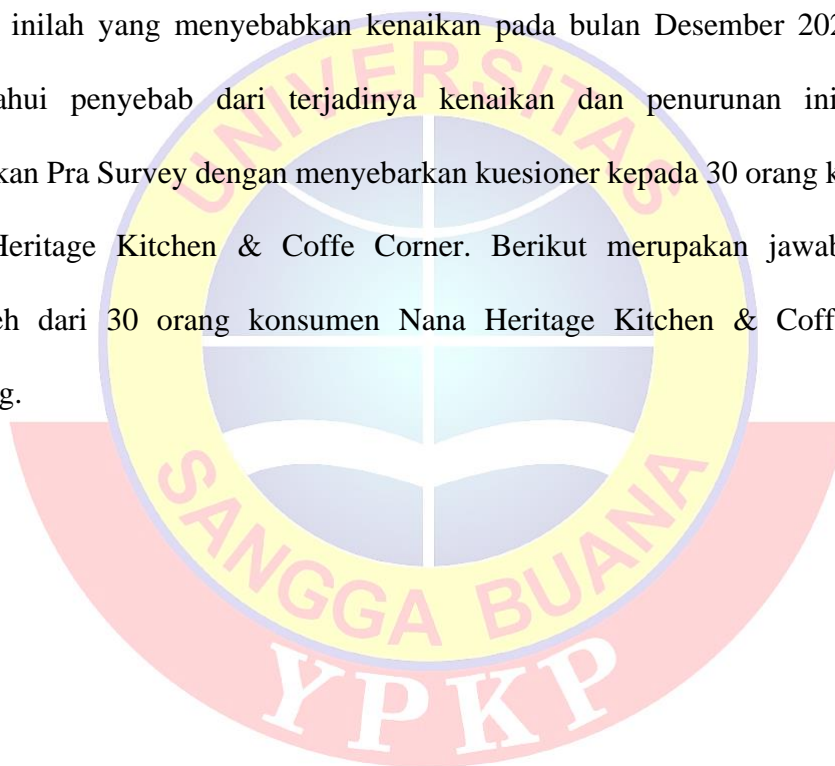 inilah yang menyebabkan kenaikan pada bulan Desember 202
ahui penyebab dari terjadinya kenaikan dan penurunan ini
kan Pra Survey dengan menyebarkan kuesioner kepada 30 orang k
Heritage Kitchen & Coffe Corner. Berikut merupakan jawab
eh dari 30 orang konsumen Nana Heritage Kitchen & Coff
g.
UNIVERSITAS
SANGGA BUANA
YPKP